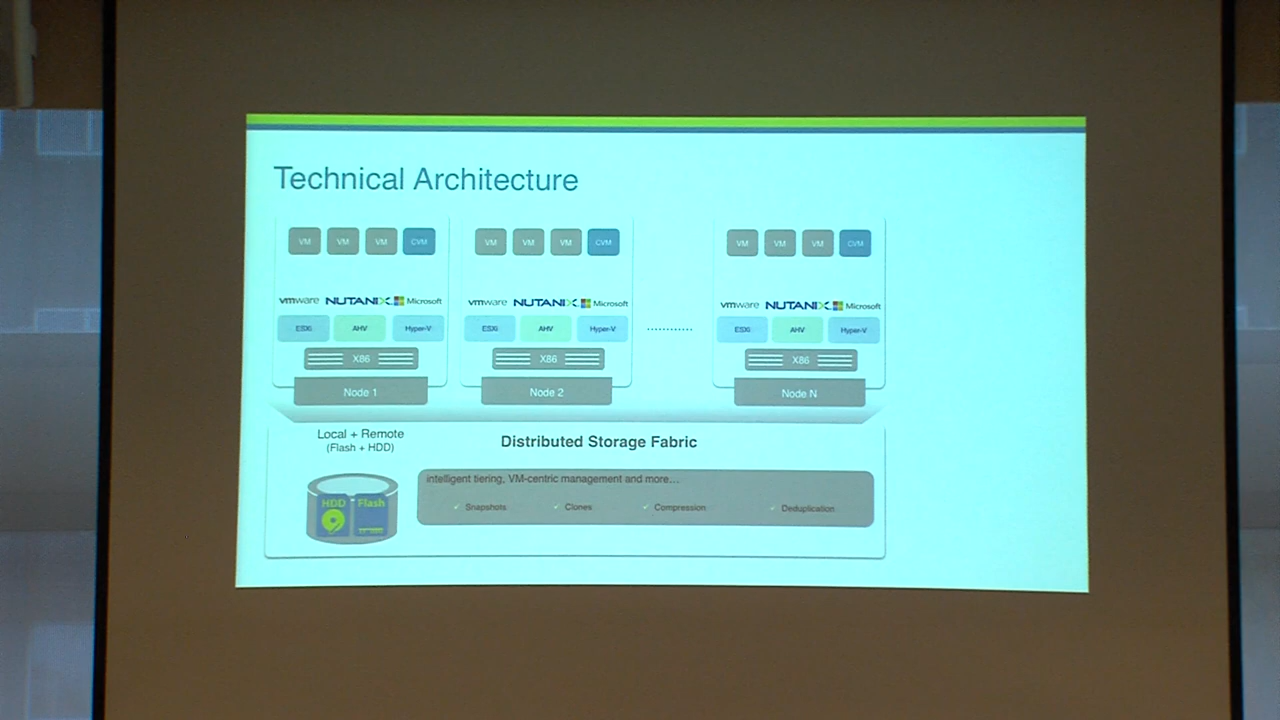 Technical Architecture
VM VM VM CVM
VM VM VM CVM
VM VM VM CVM
vmware NUTANIX Microsoft
vmware NUTANIX Microsoft
vmware NUTANIX Microsoft
ESXi AHV Hyper-V
ESXi AHV Hyper-V
ESXi AHV Hyper-V
X86
X86
X86
Node 1
Node 2
Node N
Local + Remote
(Flash + HDD)
Distributed Storage Fabric
HDD Flash
intelligent tiering, VM-centric management and more...
✓ Snapshots ✓ Clones ✓ Compression ✓ Deduplication